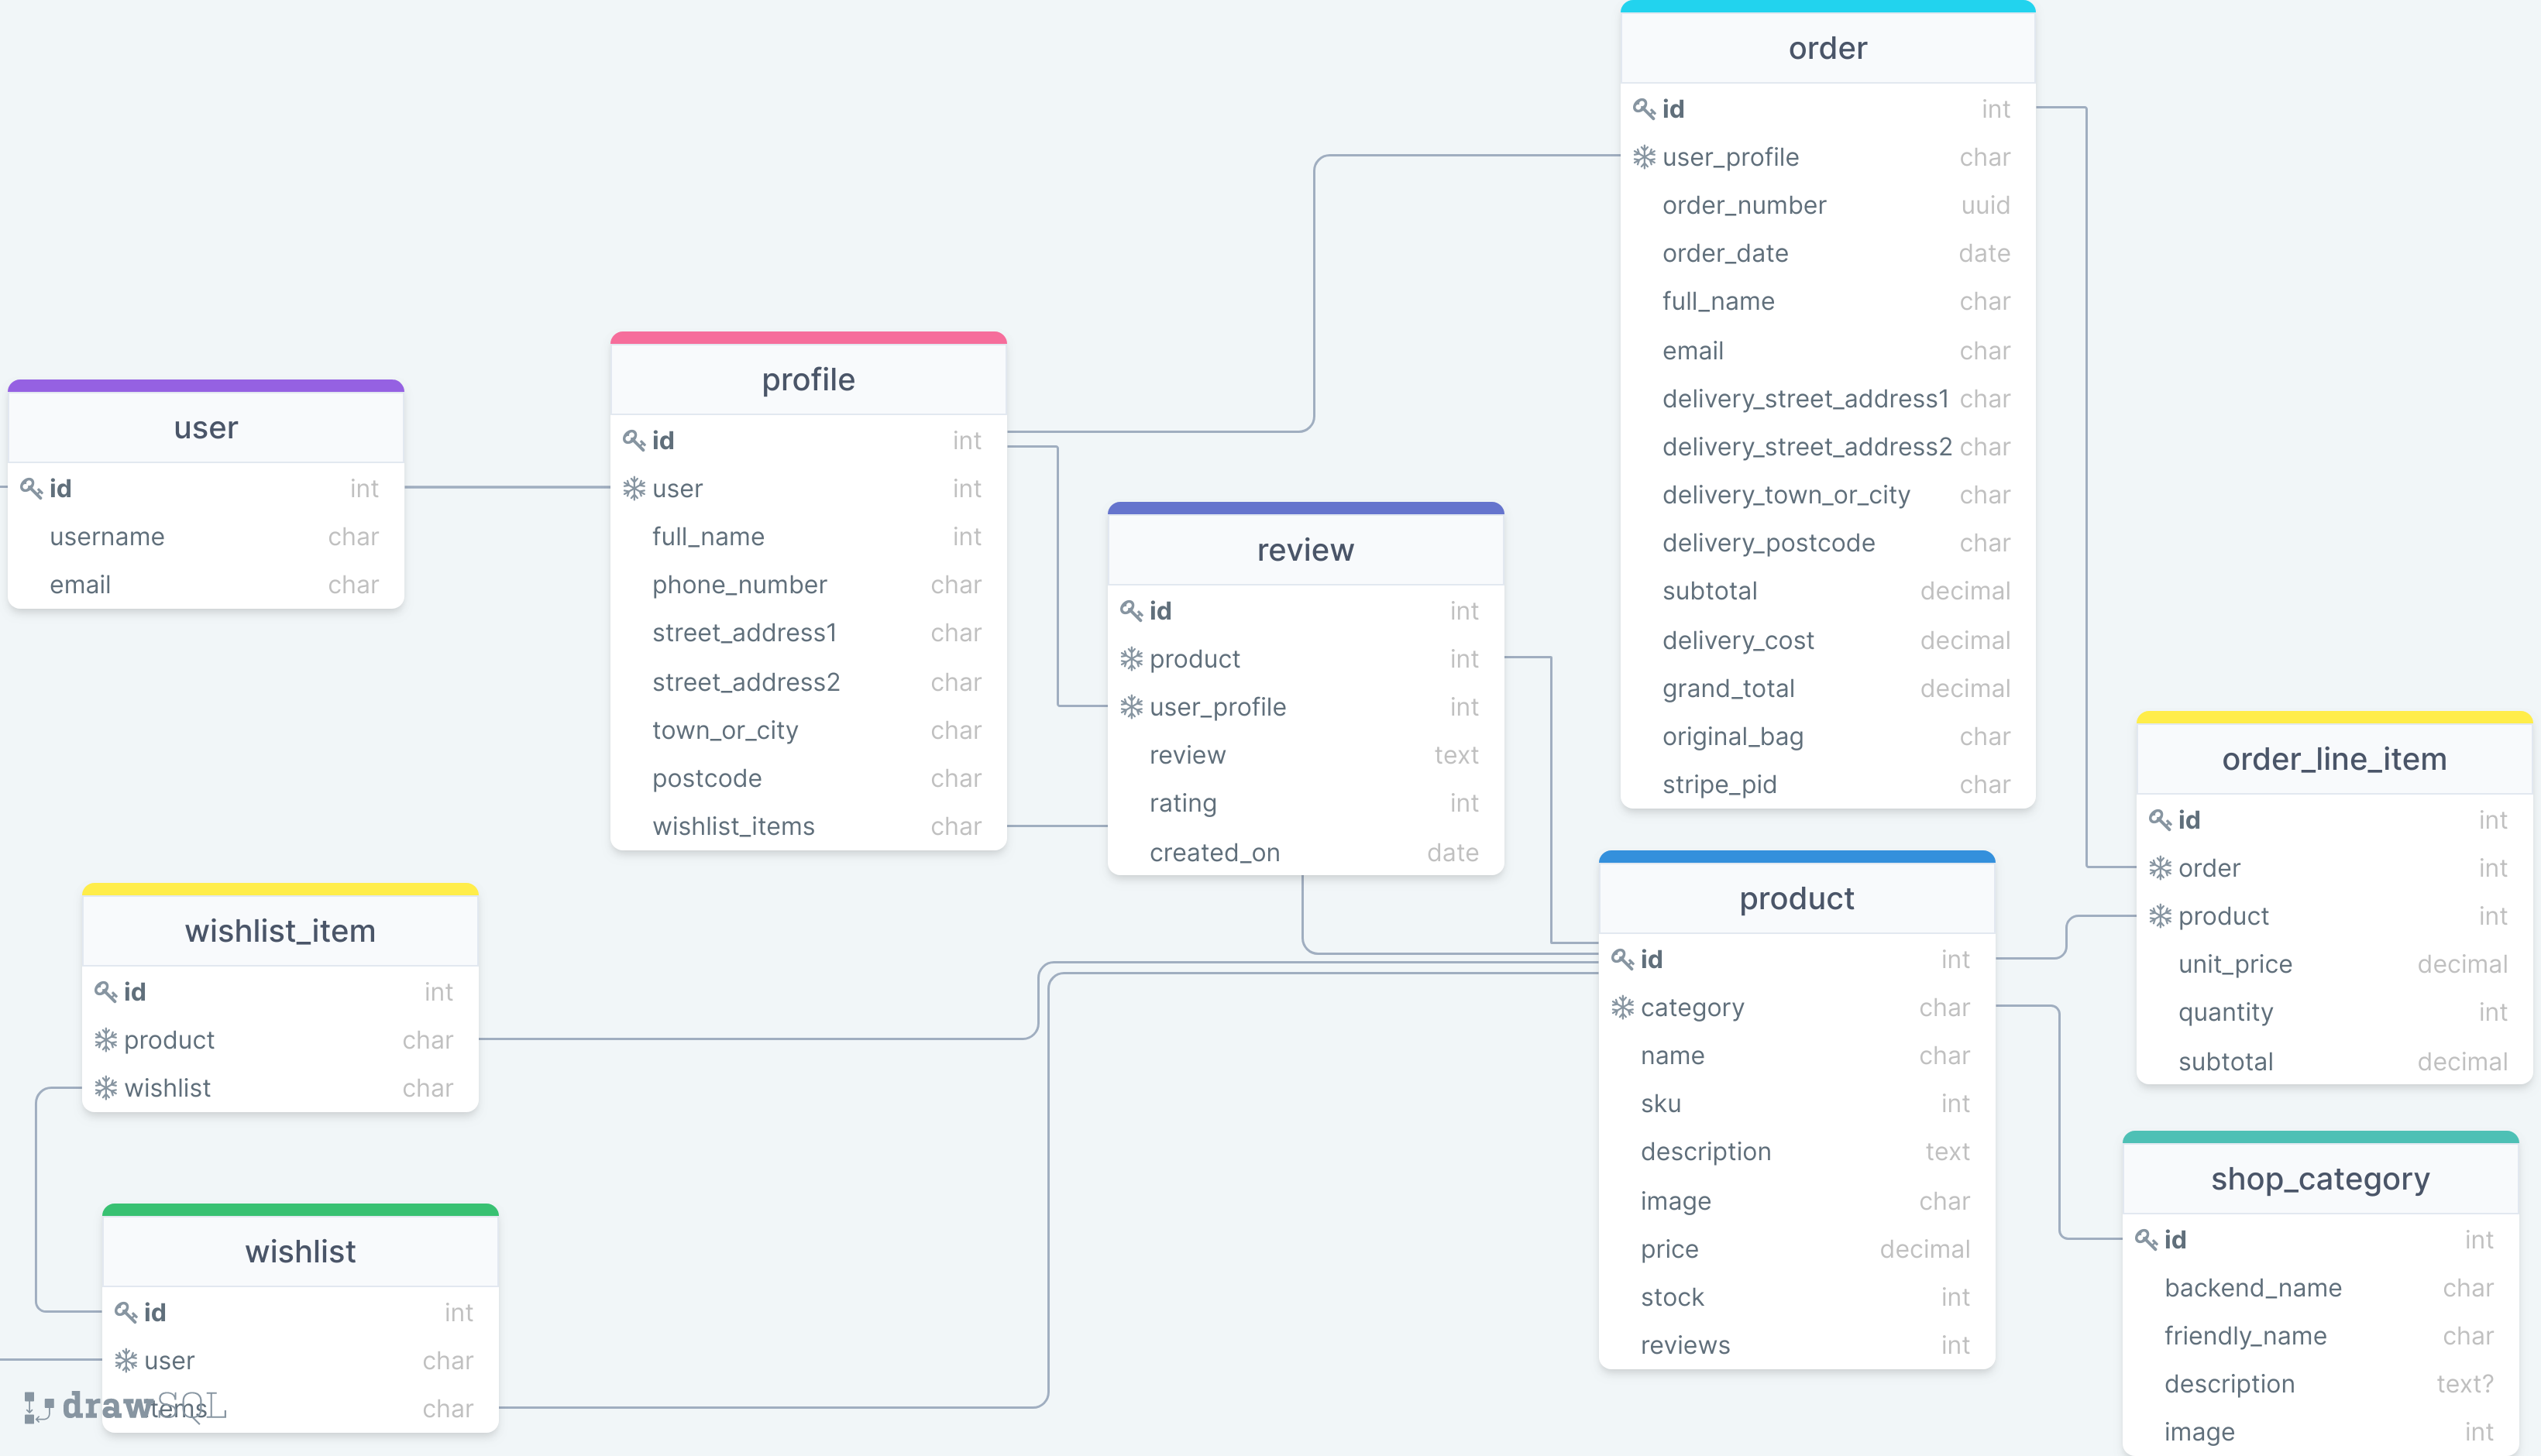 order
id int
user_profile char
order_number uuid
order_date date
full_name char
email char
delivery_street_address1 char
delivery_street_address2 char
delivery_town_or_city char
delivery_postcode char
subtotal decimal
delivery_cost decimal
grand_total decimal
original_bag char
stripe_pid char
profile
id int
user int
full_name int
phone_number char
street_address1 char
street_address2 char
town_or_city char
postcode char
wishlist_items char
user
id int
username char
email char
review
id int
product int
user_profile int
review text
rating int
created_on date
order_line_item
id int
order int
product int
unit_price decimal
quantity int
subtotal decimal
product
id int
category char
name char
sku int
description text
image char
price decimal
stock int
reviews int
wishlist_item
id int
product char
wishlist char
shop_category
id int
backend_name char
friendly_name char
description text?
image int
wishlist
id int
user char
items char
drawSQL